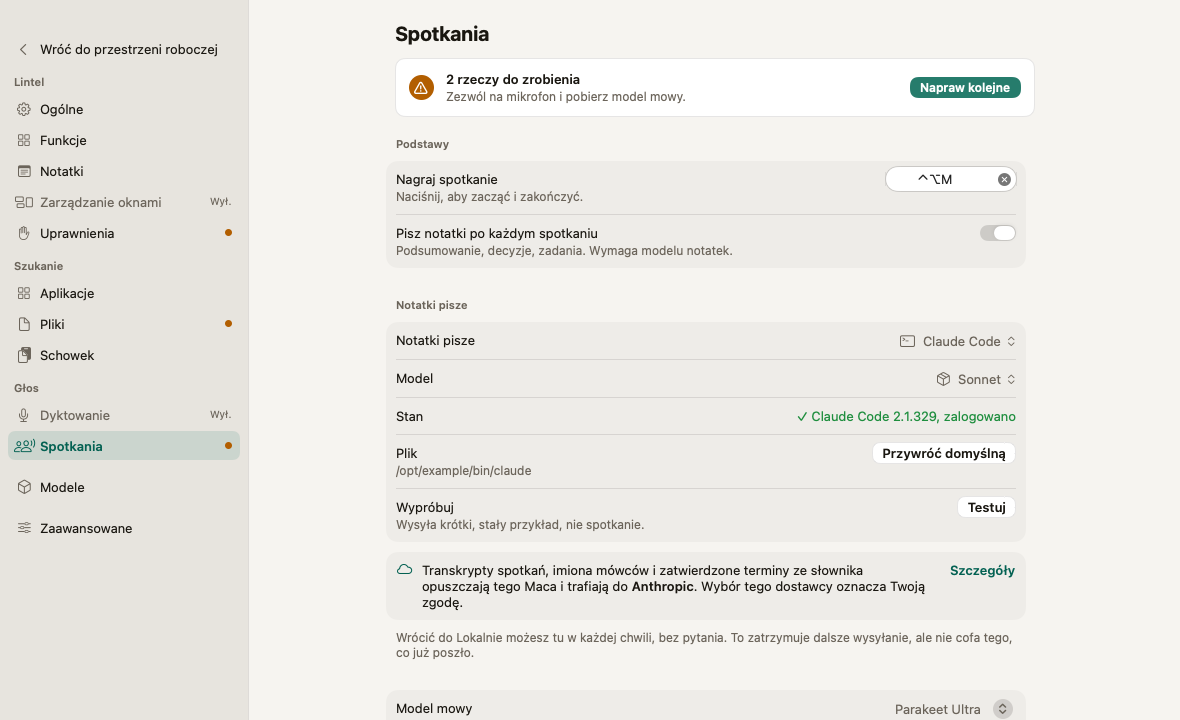 Wróć do przestrzeni roboczej
Lintel
Ogólne
Funkcje
Notatki
Zarządzanie oknami
Wył.
Uprawnienia
Szukanie
Aplikacje
Pliki
Schowek
Głos
Dyktowanie
Wył.
Spotkania
Modele
Zaawansowane
Spotkania
2 rzeczy do zrobienia
Zezwól na mikrofon i pobierz model mowy.
Napraw kolejne
Podstawy
Nagraj spotkanie
Naciśnij, aby zacząć i zakończyć.
⌃⌥M
Pisz notatki po każdym spotkaniu
Podsumowanie, decyzje, zadania. Wymaga modelu notatek.
Notatki pisze
Notatki pisze
Claude Code
Model
Sonnet
Stan
✓ Claude Code 2.1.329, zalogowano
Plik
/opt/example/bin/claude
Przywróć domyślną
Wypróbuj
Wysyła krótki, stały przykład, nie spotkanie.
Testuj
Transkrypty spotkań, imiona mówców i zatwierdzone terminy ze słownika
opuszczają tego Maca i trafiają do Anthropic. Wybór tego dostawcy oznacza Twoją
zgodę.
Szczegóły
Wrócić do Lokalnie możesz tu w każdej chwili, bez pytania. To zatrzymuje dalsze wysyłanie, ale nie cofa tego,
co już poszło.
Model mowy
Parakeet Ultra